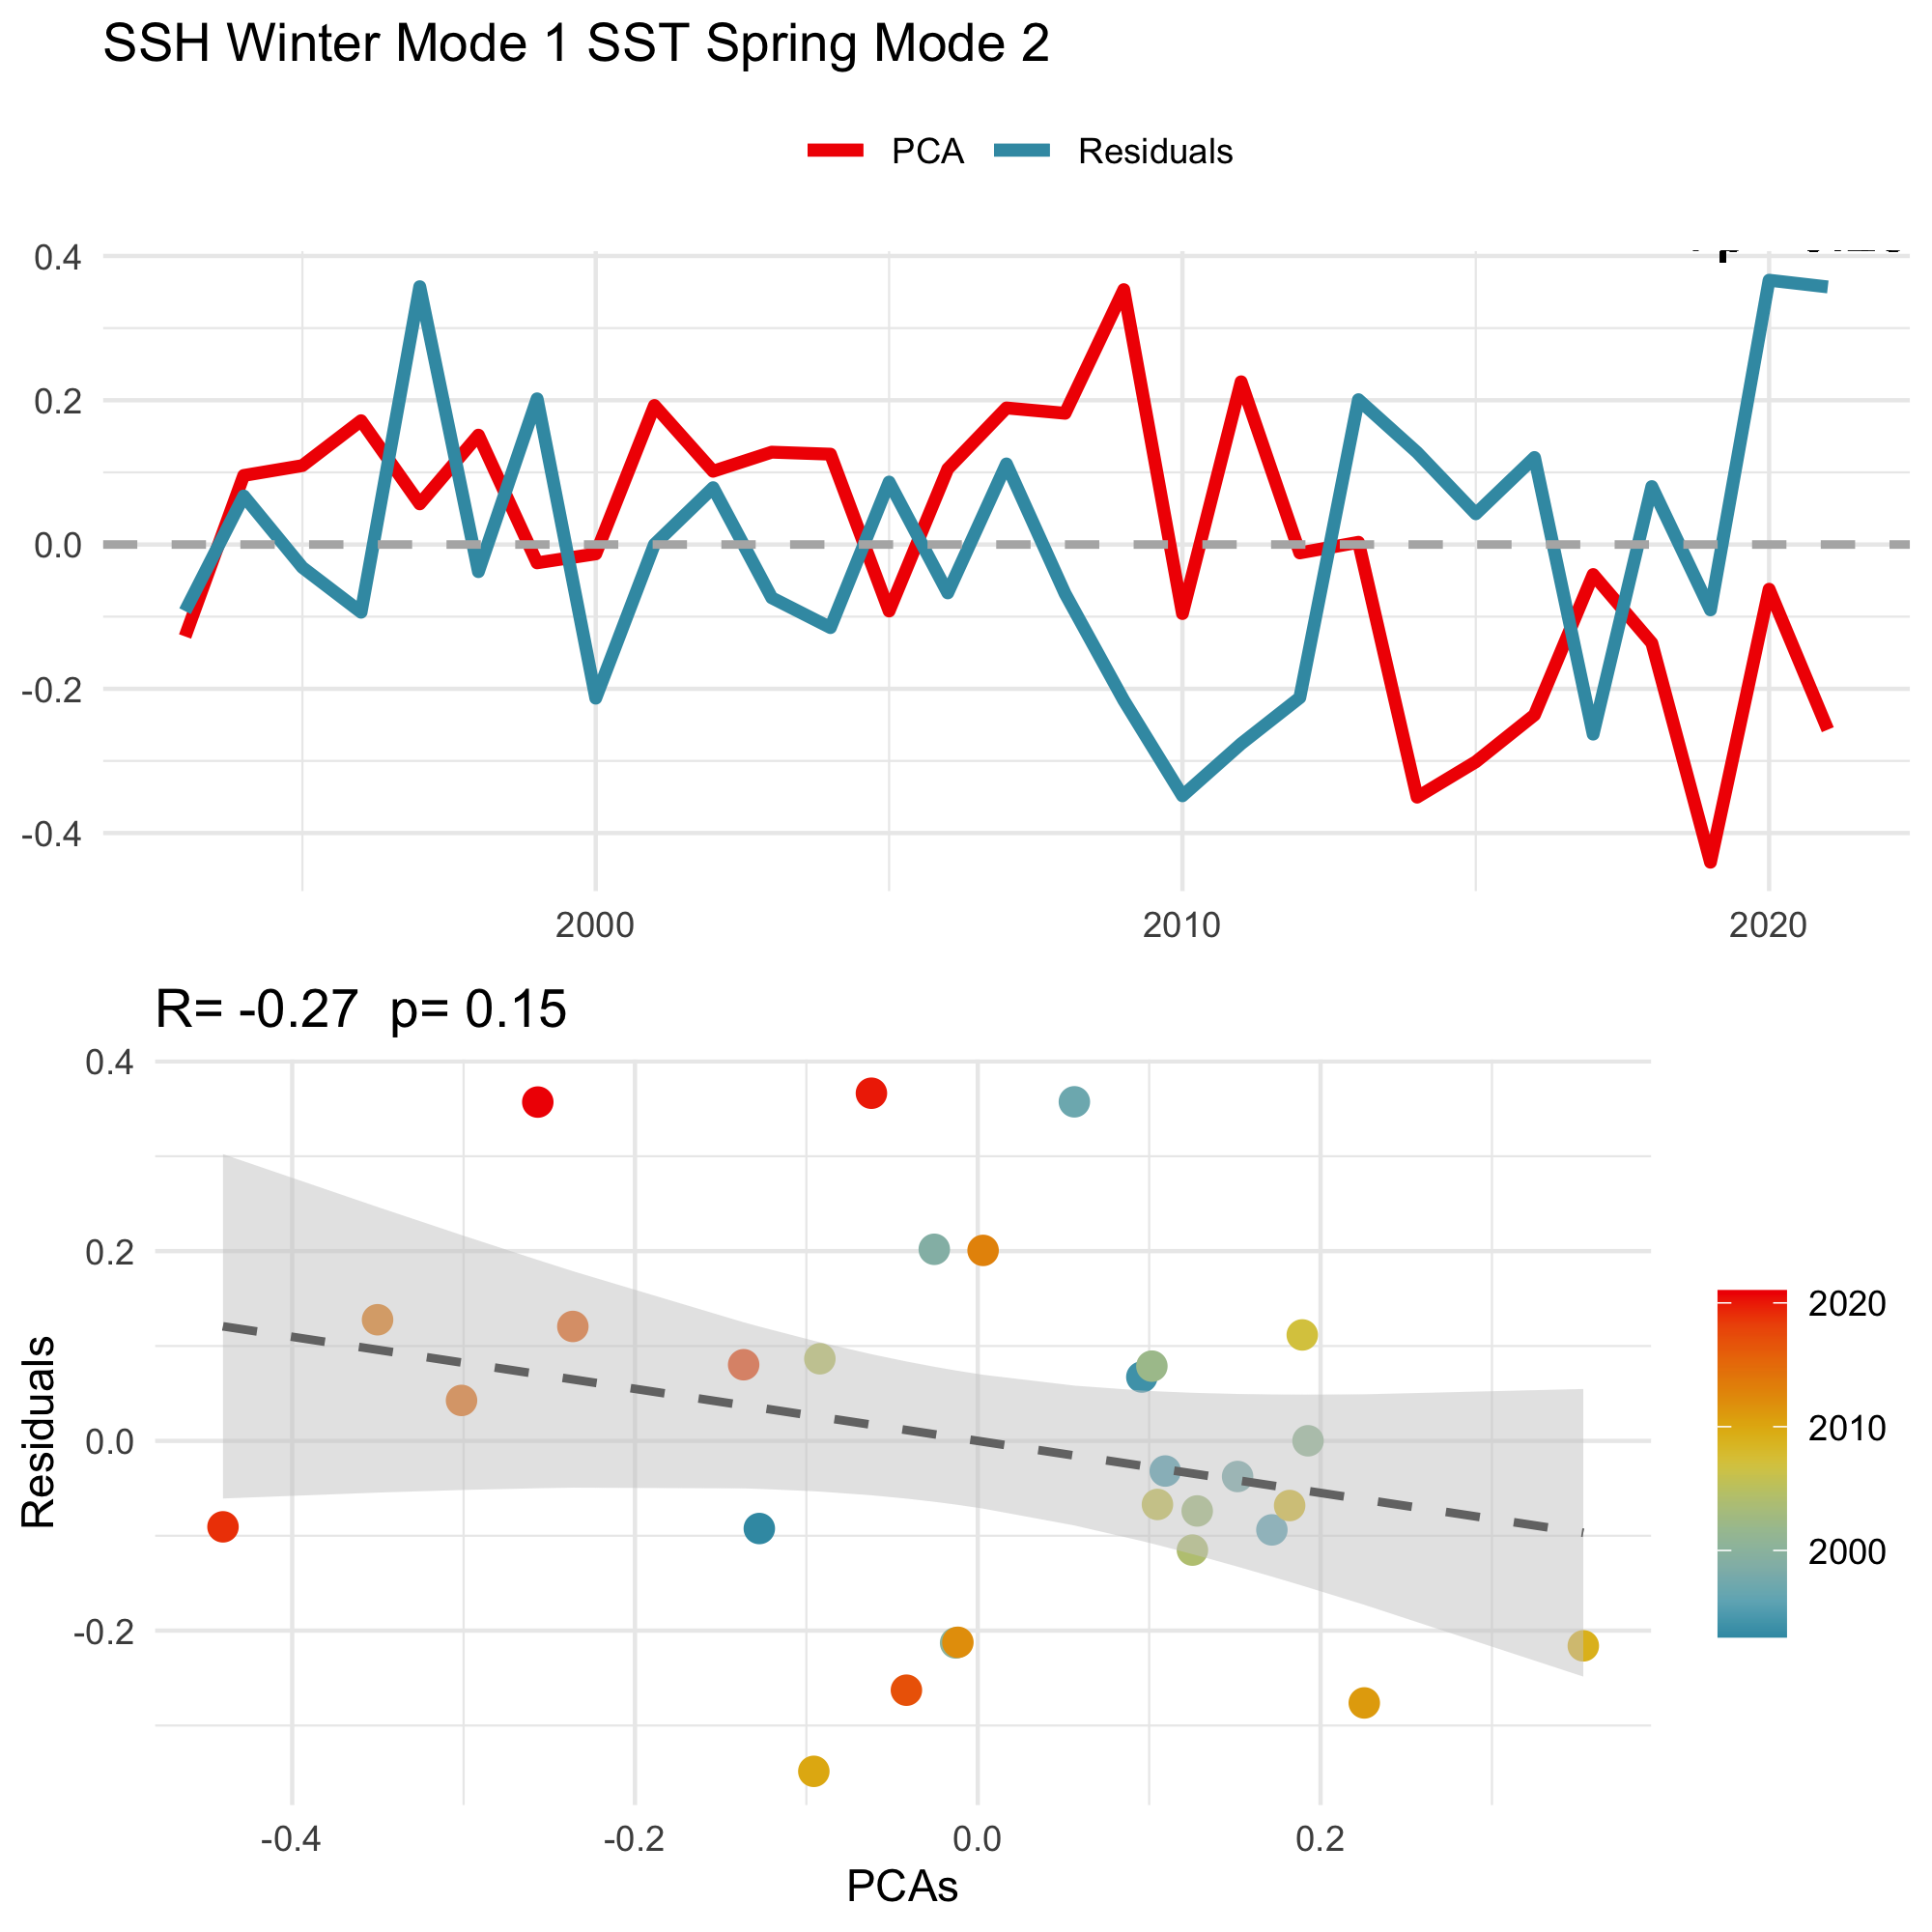 SSH Winter Mode 1 SST Spring Mode 2
PCA Residuals
0.4
0.2
0.0
-0.2
-0.4
2000 2010 2020
R= -0.27 p= 0.15
0.4
0.2
0.0
-0.2
Residuals
-0.4 -0.2 0.0 0.2
PCAs
2020
2010
2000